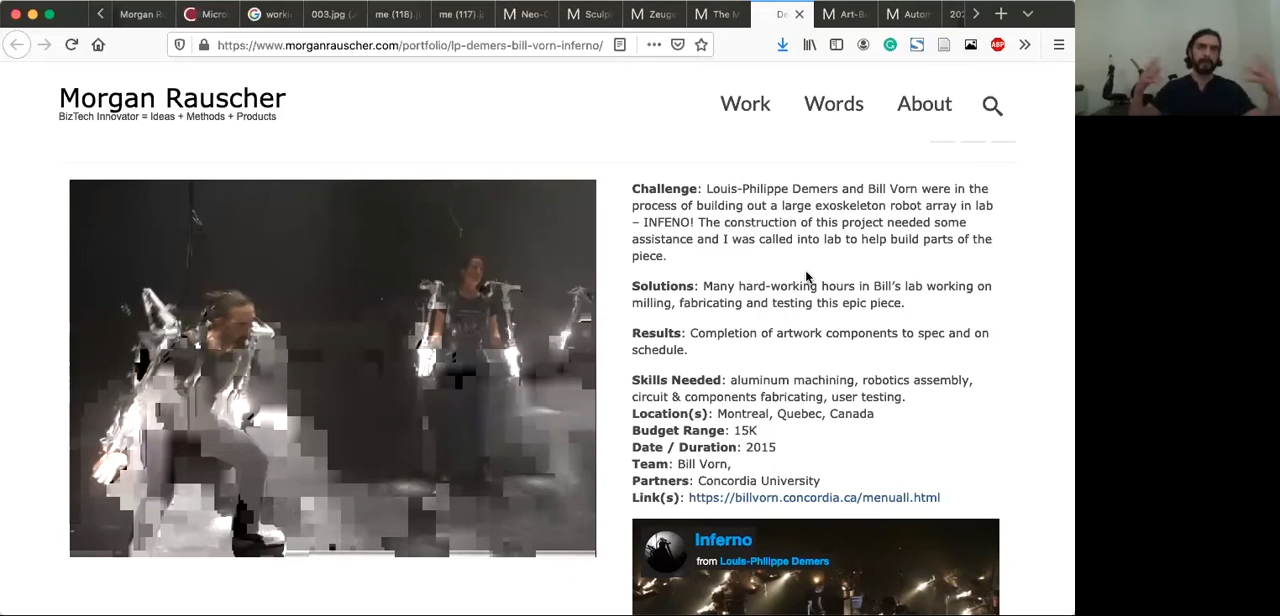 Morgan R
Micro
workin
003.jpg (
me (118).j
me (117).j
Neo-C
Sculp
Zeug
The M
De
Art-B
Autom
202
https://www.morganrauscher.com/portfolio/lp-demers-bill-vorn-inferno/
ABP
Morgan Rauscher
BizTech Innovator = Ideas + Methods + Products
Work Words About
Challenge: Louis-Philippe Demers and Bill Vorn were in the
process of building out a large exoskeleton robot array in lab
– INFENO! The construction of this project needed some
assistance and I was called into lab to help build parts of the
piece.
Solutions: Many hard-working hours in Bill's lab working on
milling, fabricating and testing this epic piece.
Results: Completion of artwork components to spec and on
schedule.
Skills Needed: aluminum machining, robotics assembly,
circuit & components fabricating, user testing.
Location(s): Montreal, Quebec, Canada
Budget Range: 15K
Date / Duration: 2015
Team: Bill Vorn,
Partners: Concordia University
Link(s): https://billvorn.concordia.ca/menuall.html
Inferno
from Louis-Philippe Demers